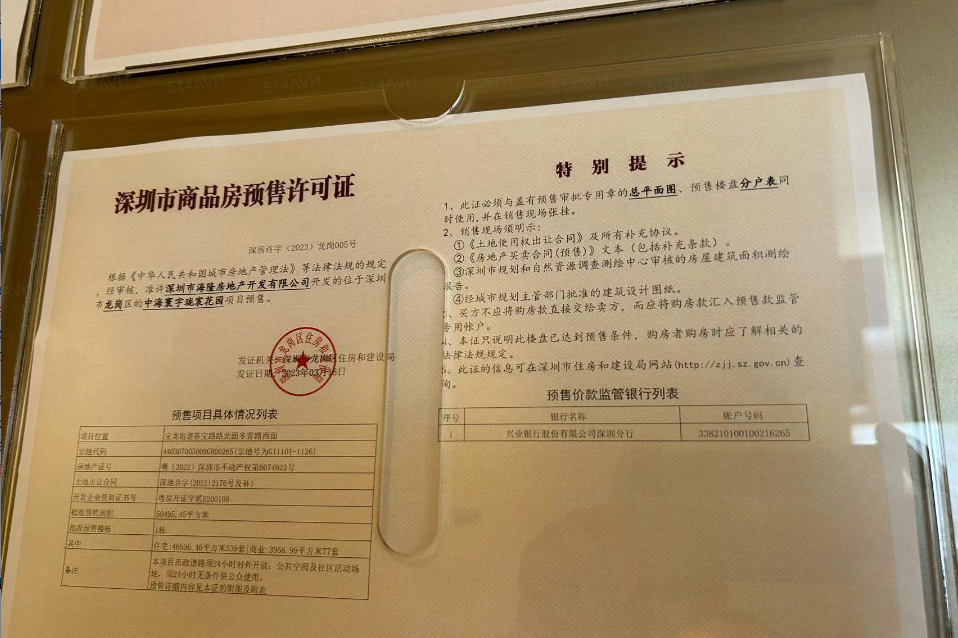 深圳市商品房预售许可证
深房许字（2023）龙岗005号
根据《中华人民共和国城市房地产管理法》等法律法规的规定
，经审核，准许深圳市海隆房地产开发有限公司开发的位于深圳
市龙岗区的中海寰宇珑宸花园项目预售。
发证机关：深圳市龙岗区住房和建设局
发证日期：2023年03月
预售项目具体情况列表
项目位置 宝龙街道春宝路路北面冬青路西面
宗地代码 (宗地号为G11101-1126)
房地产证号 粤（2022）深圳市不动产权第0074923号
土地出让合同 深地合字(2021)2176号及补1
开发企业资质证书号 粤房开证字贰0200109
批准预售面积 50495.45平方米
批准预售楼栋 1栋
其中 住宅:46536.46平方米539套|商业:3958.99平方米77套
备注 本项目市政道路须24小时对外开放；公共空间及社区活动场
地，须24小时无条件供公众使用。
预售详细内容见本证的附图及附表
特别提示
1、此证必须与盖有预售审批专用章的总平面图、预售楼盘分户表同
时使用,并在销售现场张挂。
2、销售现场须明示:
①《土地使用权出让合同》及所有补充协议。
②《房地产买卖合同(预售)》文本（包括补充条款）。
③深圳市规划和自然资源调查测绘中心审核的房屋建筑面积测绘
报告。
④经城市规划主管部门批准的建筑设计图纸。
、买方不应将购房款直接交给卖方，而应将购房款汇入预售款监管
专用帐户。
、本证只说明此楼盘已达到预售条件，购房者购房时应了解相关的
法律法规规定。
、此证的信息可在深圳市住房和建设局网站(http://zjj.sz.gov.cn)查
询。
预售价款监管银行列表
序号 银行名称 帐户号码
1 兴业银行股份有限公司深圳分行 338210100100216265